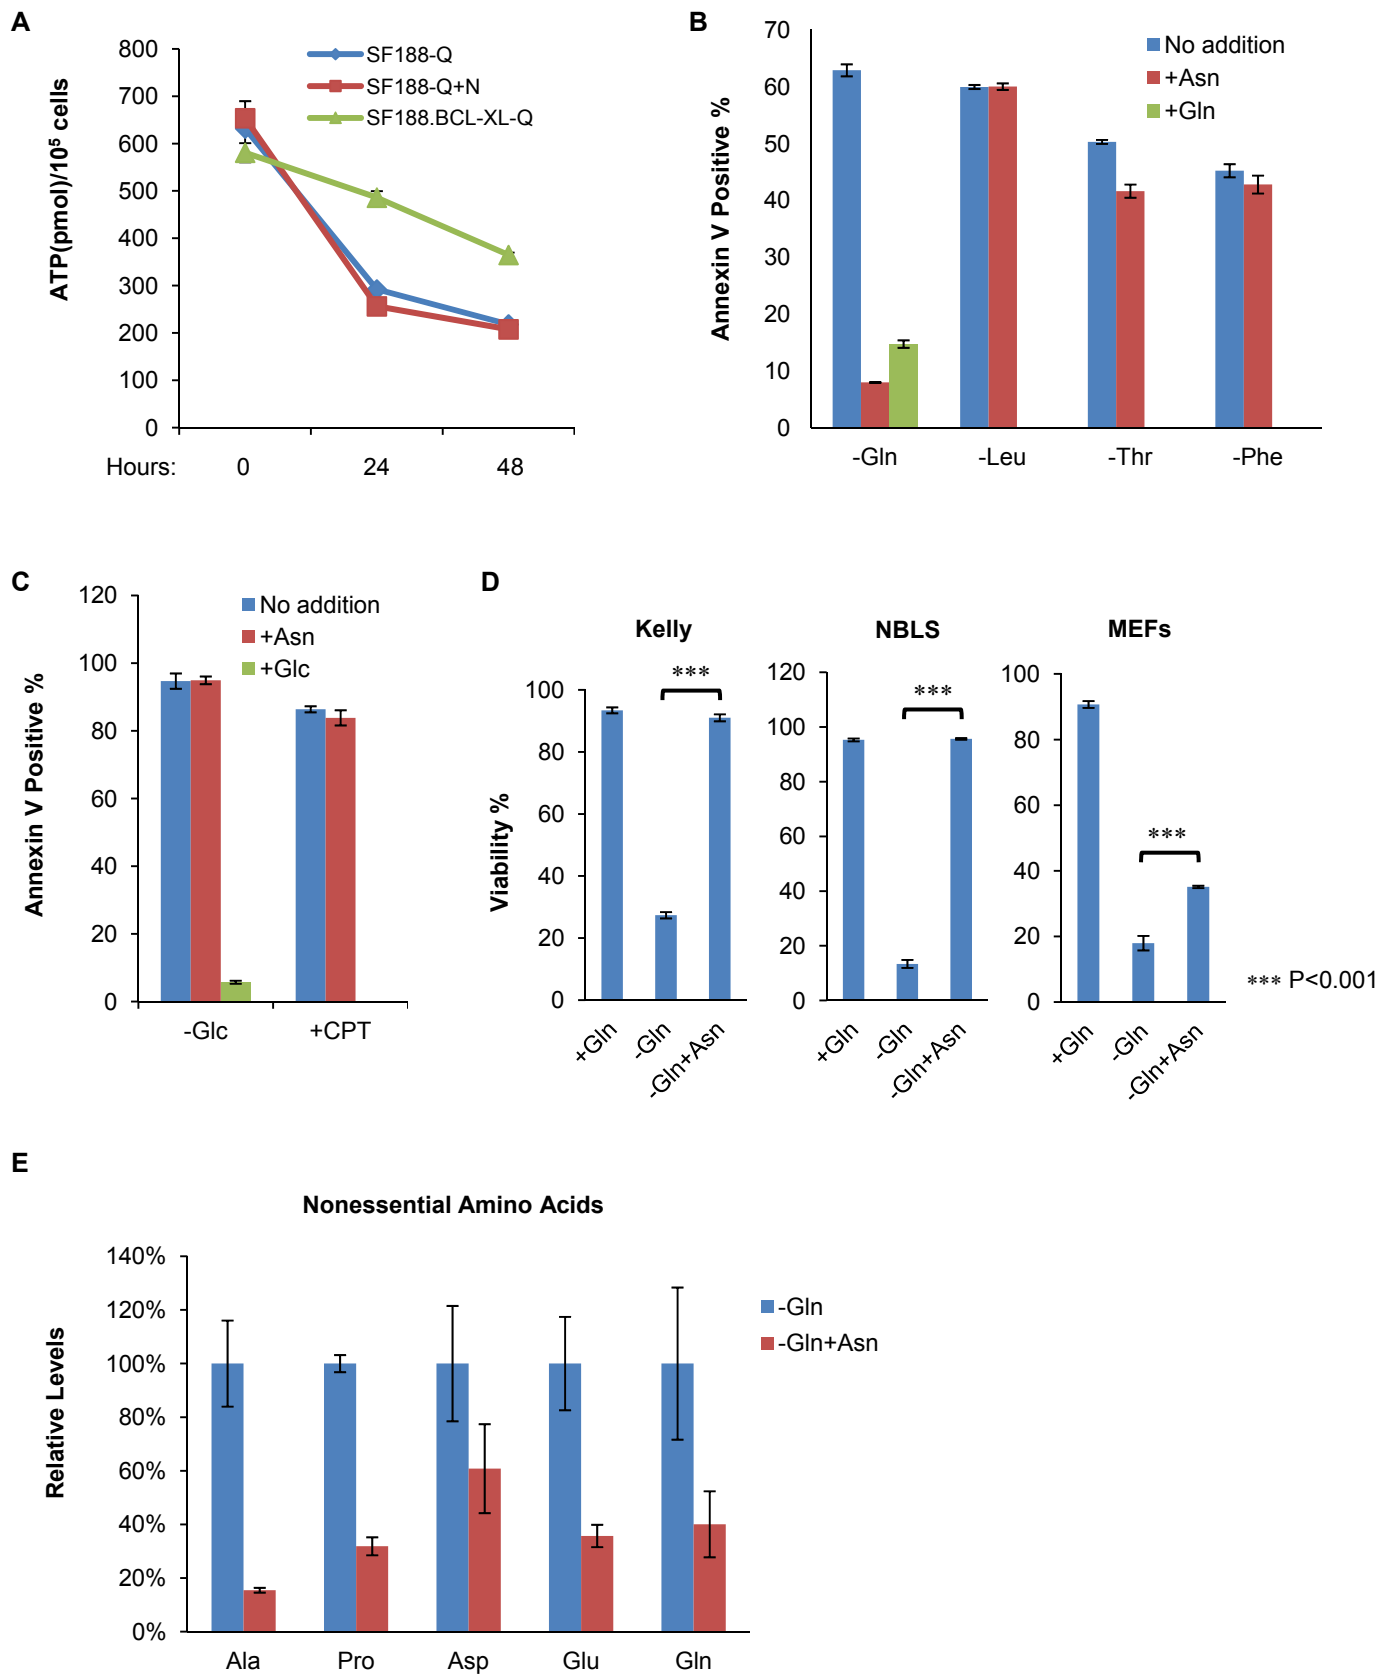 A
800
700
600
500
400
300
200
100
0
ATP(pmol)/10⁵ cells
SF188-Q
SF188-Q+N
SF188.BCL-XL-Q
Hours: 0 24 48
B
70
60
50
40
30
20
10
0
Annexin V Positive %
No addition
+Asn
+Gln
-Gln -Leu -Thr -Phe
C
120
100
80
60
40
20
0
Annexin V Positive %
No addition
+Asn
+Glc
-Glc +CPT
D
Viability %
Kelly
100
80
60
40
20
0
***
+Gln
-Gln
-Gln+Asn
NBLS
120
100
80
60
40
20
0
***
+Gln
-Gln
-Gln+Asn
MEFs
100
80
60
40
20
0
***
+Gln
-Gln
-Gln+Asn
*** P<0.001
E
Nonessential Amino Acids
140%
120%
100%
80%
60%
40%
20%
0%
Relative Levels
-Gln
-Gln+Asn
Ala Pro Asp Glu Gln